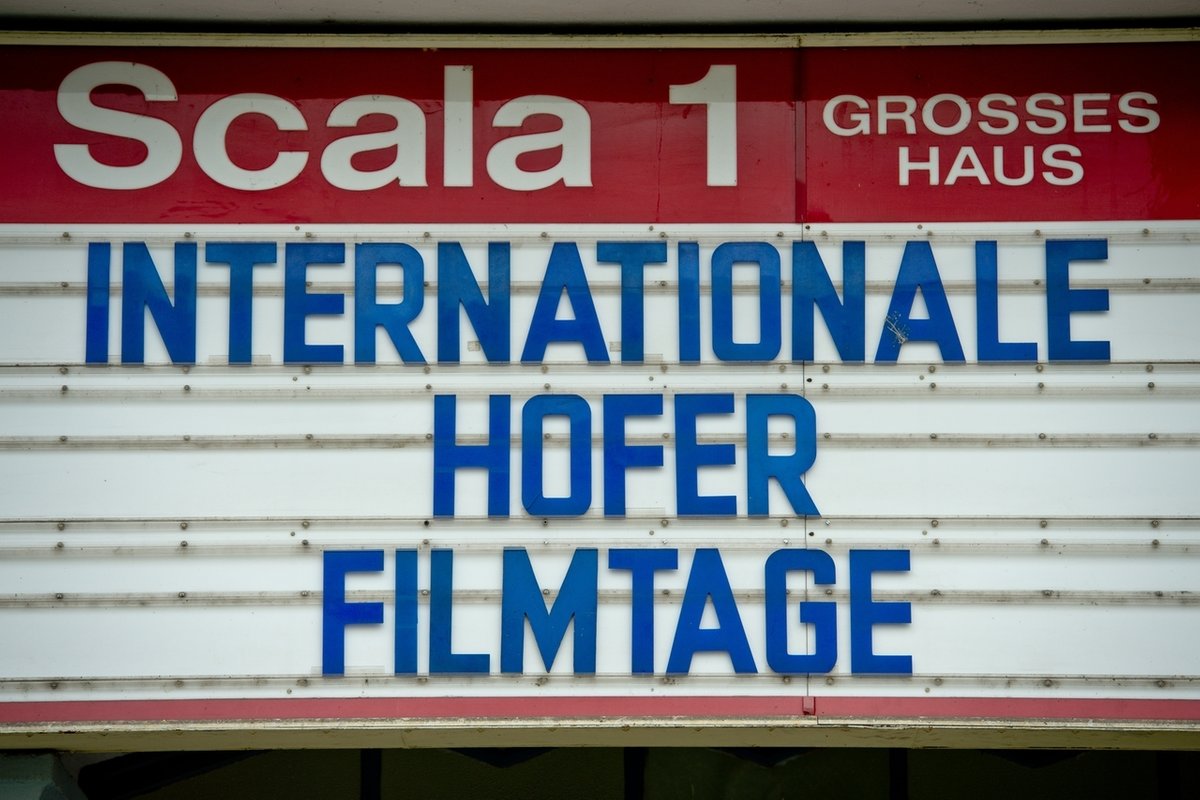 Scala 1
GROSSES
HAUS
INTERNATIONALE
HOFER
FILMTAGE